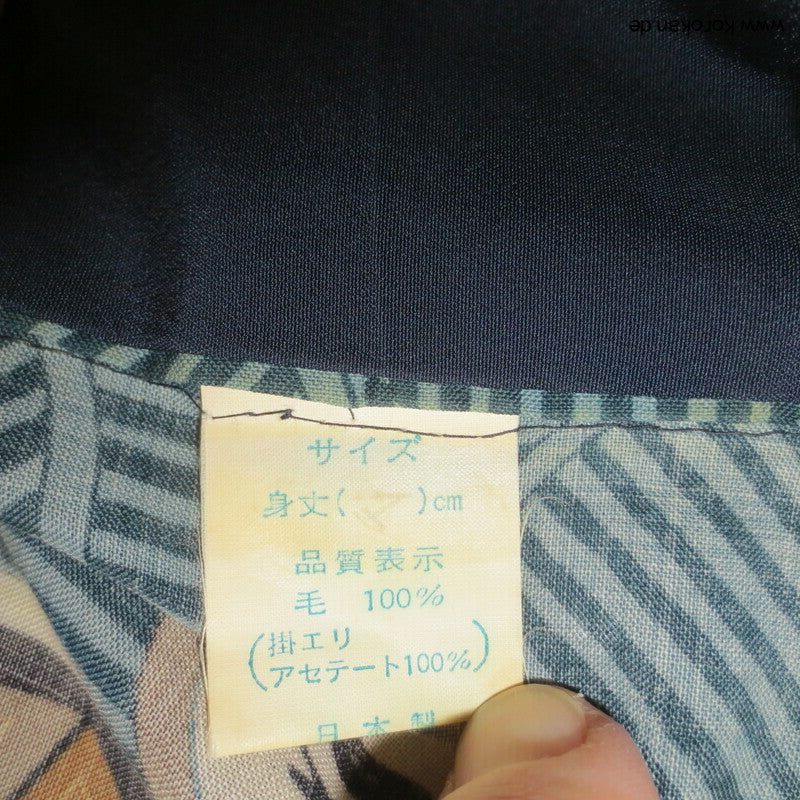 www.korokan.de
サイズ
身丈( )cm
品質表示
毛 100%
(掛エリ
アセテート100%)
日本製